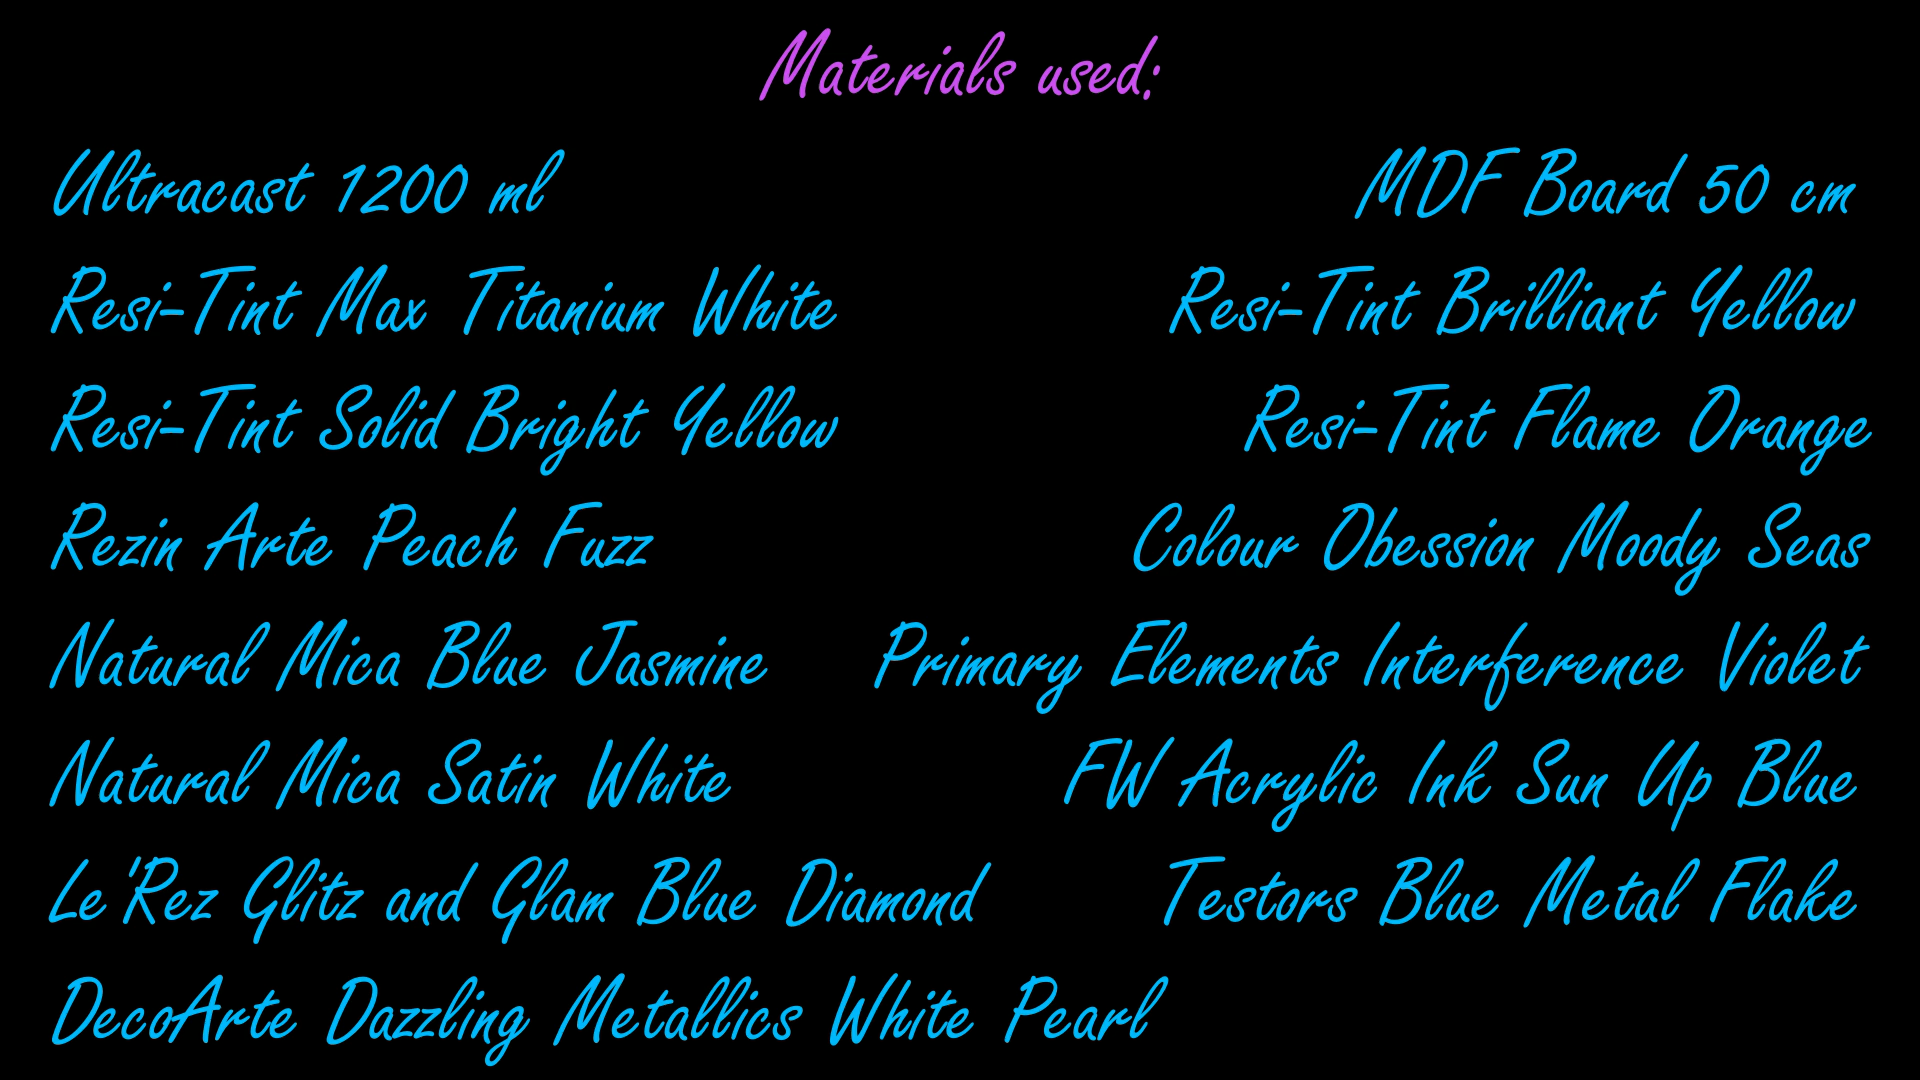 Materials used:
Ultracast 1200 ml MDF Board 50 cm
Resi-Tint Max Titanium White Resi-Tint Brilliant Yellow
Resi-Tint Solid Bright Yellow Resi-Tint Flame Orange
Rezin Arte Peach Fuzz Colour Obession Moody Seas
Natural Mica Blue Jasmine Primary Elements Interference Violet
Natural Mica Satin White FW Acrylic Ink Sun Up Blue
Le'Rez Glitz and Glam Blue Diamond Testors Blue Metal Flake
DecoArte Dazzling Metallics White Pearl